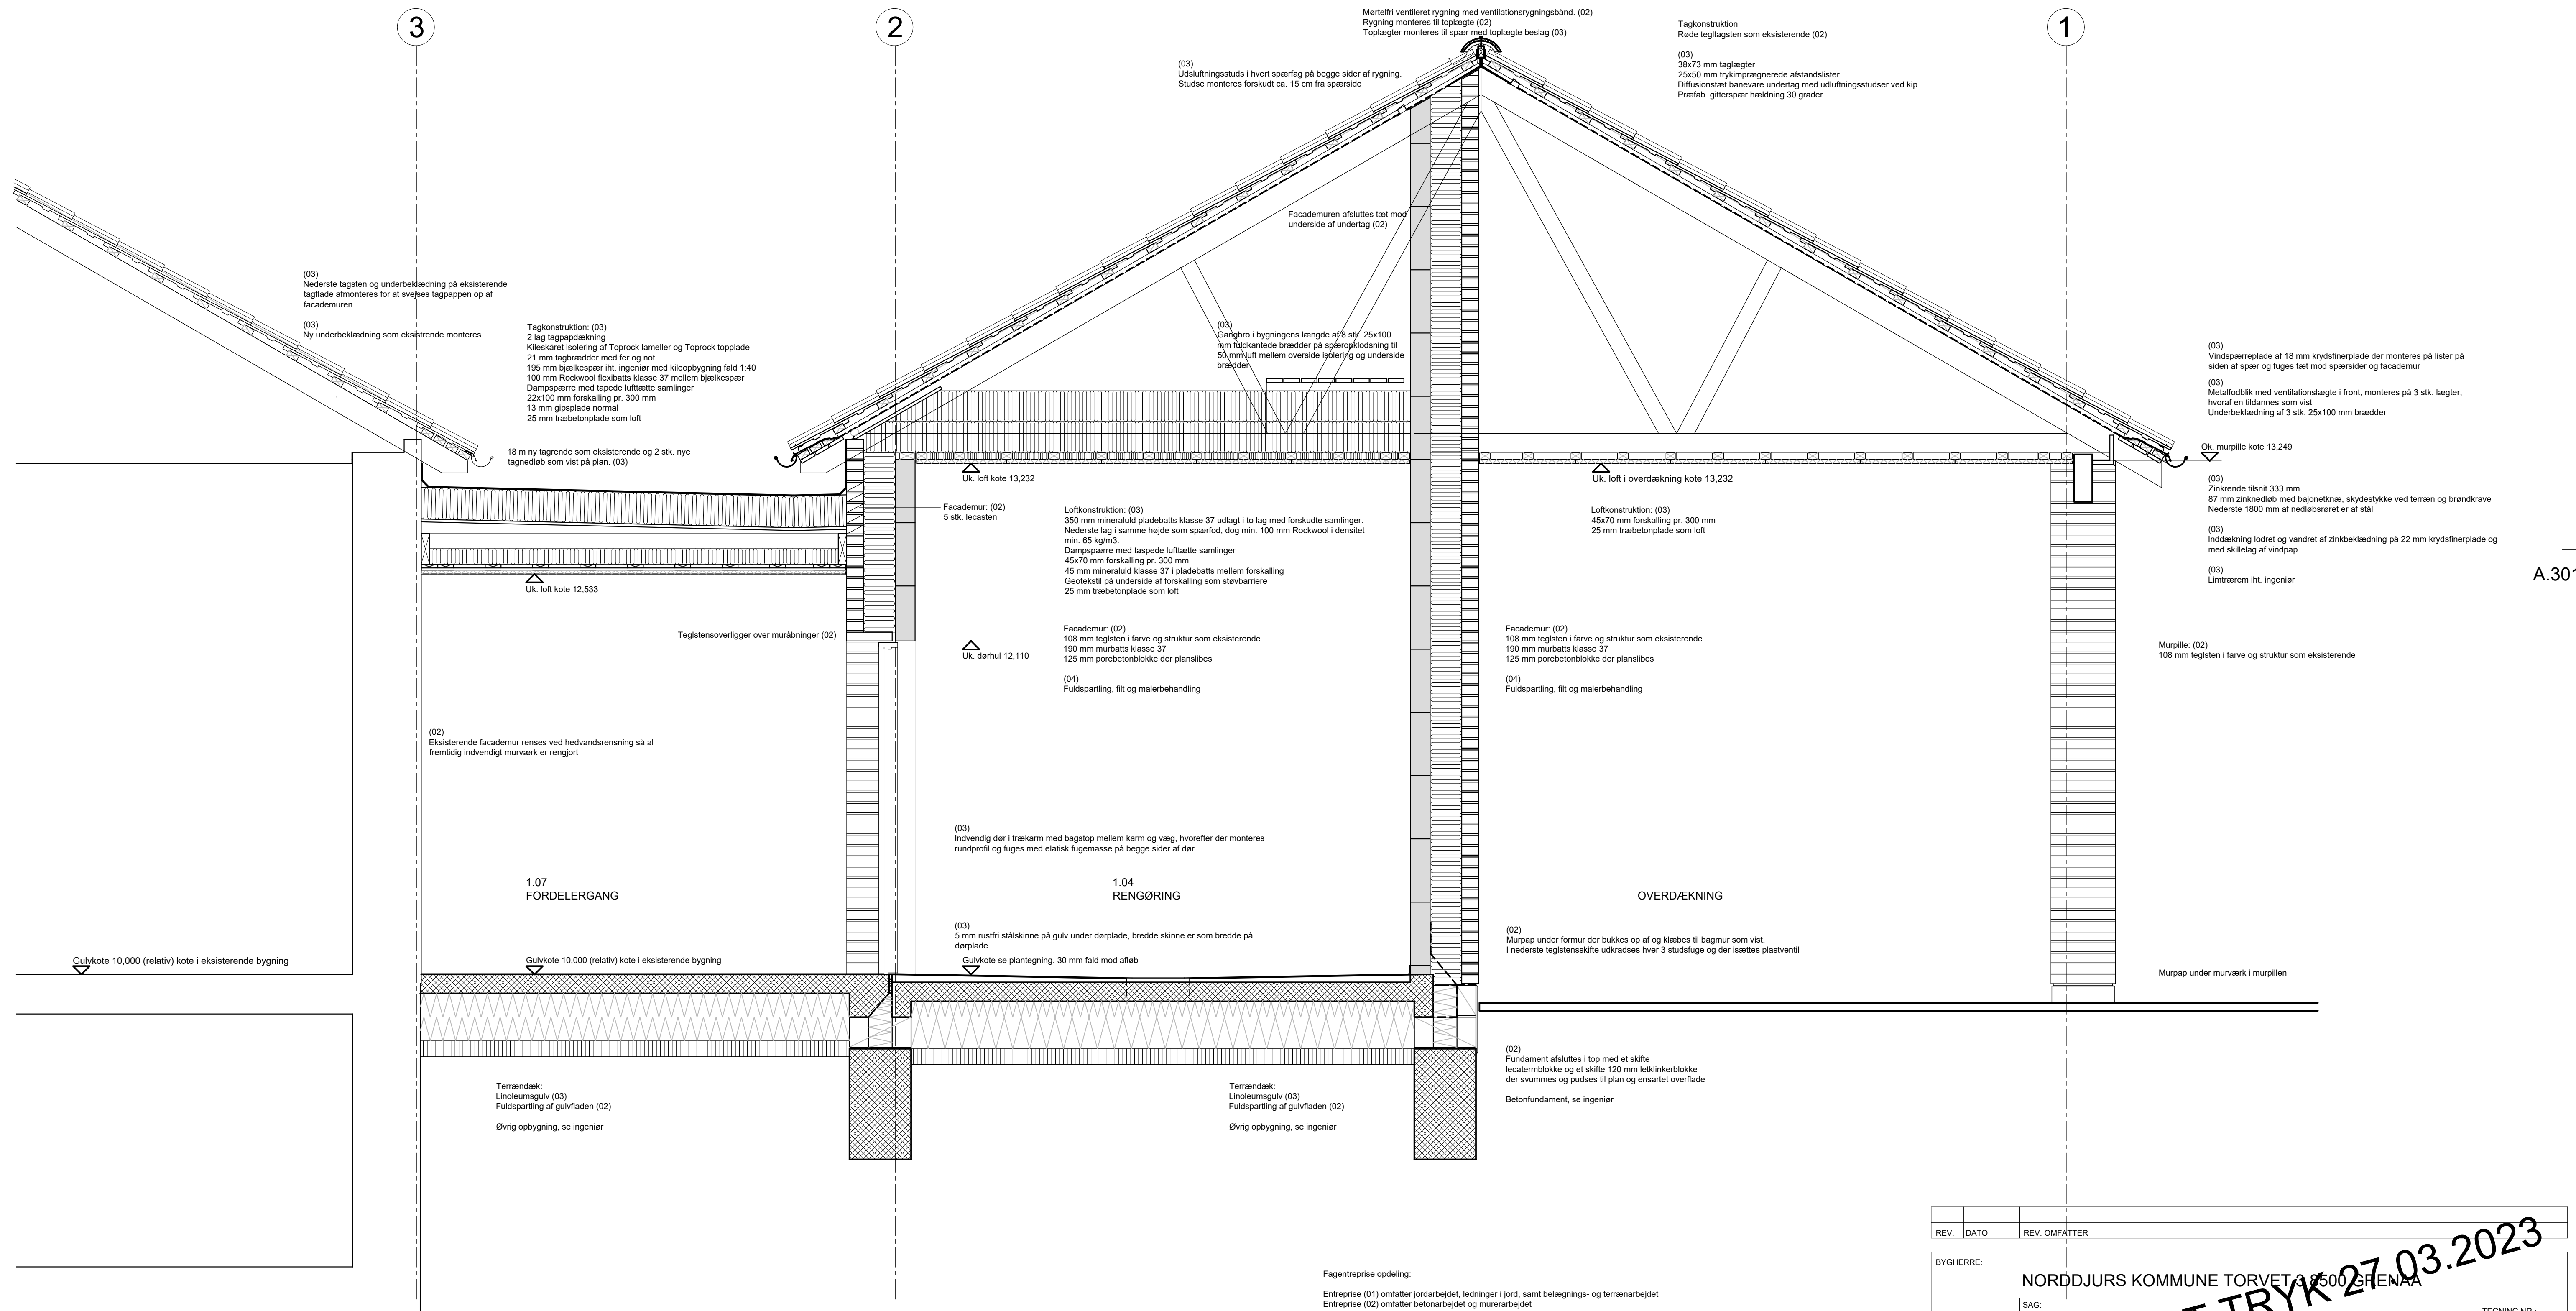 3
2
1
Mørtelfri ventileret rygning med ventilationsrygningsbånd. (02)
Rygning monteres til toplægte (02)
Toplægter monteres til spær med toplægte beslag (03)
Tagkonstruktion
Røde tegltagsten som eksisterende (02)
(03)
38x73 mm taglægter
25x50 mm trykimprægnerede afstandslister
Diffusionstæt banevare undertag med udluftningsstudser ved kip
Præfab. gitterspær hældning 30 grader
(03)
Udsluftningsstuds i hvert spærfag på begge sider af rygning.
Studse monteres forskudt ca. 15 cm fra spærside
Facademuren afsluttes tæt mod
underside af undertag (02)
(03)
Nederste tagsten og underbeklædning på eksisterende
tagflade afmonteres for at svejses tagpappen op af
facademuren
(03)
Ny underbeklædning som eksistrende monteres
Tagkonstruktion: (03)
2 lag tagpapdækning
Kileskåret isolering af Toprock lameller og Toprock topplade
21 mm tagbrædder med fer og not
195 mm bjælkespær iht. ingeniør med kileopbygning fald 1:40
100 mm Rockwool flexibatts klasse 37 mellem bjælkespær
Dampspærre med tapede lufttætte samlinger
22x100 mm forskalling pr. 300 mm
13 mm gipsplade normal
25 mm træbetonplade som loft
(03)
Gangbro i bygningens længde af 8 stk. 25x100
mm fuldkantede brædder på spæropklodsning til
50 mm luft mellem overside isolering og underside
brædder
(03)
Vindspærreplade af 18 mm krydsfinerplade der monteres på lister på
siden af spær og fuges tæt mod spærsider og facademur
(03)
Metalfodblik med ventilationslægte i front, monteres på 3 stk. lægter,
hvoraf en tildannes som vist
Underbeklædning af 3 stk. 25x100 mm brædder
18 m ny tagrende som eksisterende og 2 stk. nye
tagnedløb som vist på plan. (03)
Ok. murpille kote 13,249
Uk. loft kote 13,232
Uk. loft i overdækning kote 13,232
(03)
Zinkrende tilsnit 333 mm
87 mm zinknedløb med bajonetknæ, skydestykke ved terræn og brøndkrave
Nederste 1800 mm af nedløbsrøret er af stål
(03)
Inddækning lodret og vandret af zinkbeklædning på 22 mm krydsfinerplade og
med skillelag af vindpap
(03)
Limtrærem iht. ingeniør
A.301
Facademur: (02)
5 stk. lecasten
Loftkonstruktion: (03)
350 mm mineraluld pladebatts klasse 37 udlagt i to lag med forskudte samlinger.
Nederste lag i samme højde som spærfod, dog min. 100 mm Rockwool i densitet
min. 65 kg/m3.
Dampspærre med taspede lufttætte samlinger
45x70 mm forskalling pr. 300 mm
45 mm mineraluld klasse 37 i pladebatts mellem forskalling
Geotekstil på underside af forskalling som støvbarriere
25 mm træbetonplade som loft
Loftkonstruktion: (03)
45x70 mm forskalling pr. 300 mm
25 mm træbetonplade som loft
Uk. loft kote 12,533
Teglstensoverligger over muråbninger (02)
Uk. dørhul 12,110
Facademur: (02)
108 mm teglsten i farve og struktur som eksisterende
190 mm murbatts klasse 37
125 mm porebetonblokke der planslibes
(04)
Fuldspartling, filt og malerbehandling
Facademur: (02)
108 mm teglsten i farve og struktur som eksisterende
190 mm murbatts klasse 37
125 mm porebetonblokke der planslibes
(04)
Fuldspartling, filt og malerbehandling
Murpille: (02)
108 mm teglsten i farve og struktur som eksisterende
(02)
Eksisterende facademur renses ved hedvandsrensning så al
fremtidig indvendigt murværk er rengjort
(03)
Indvendig dør i trækarm med bagstop mellem karm og væg, hvorefter der monteres
rundprofil og fuges med elatisk fugemasse på begge sider af dør
1.07
FORDELERGANG
1.04
RENGØRING
OVERDÆKNING
(03)
5 mm rustfri stålskinne på gulv under dørplade, bredde skinne er som bredde på
dørplade
(02)
Murpap under formur der bukkes op af og klæbes til bagmur som vist.
I nederste teglstensskifte udkradses hver 3 studsfuge og der isættes plastventil
Gulvkote 10,000 (relativ) kote i eksisterende bygning
Gulvkote 10,000 (relativ) kote i eksisterende bygning
Gulvkote se plantegning. 30 mm fald mod afløb
Murpap under murværk i murpillen
(02)
Fundament afsluttes i top med et skifte
lecatermblokke og et skifte 120 mm letklinkerblokke
der svummes og pudses til plan og ensartet overflade
Betonfundament, se ingeniør
Terrændæk:
Linoleumsgulv (03)
Fuldspartling af gulvfladen (02)
Øvrig opbygning, se ingeniør
Terrændæk:
Linoleumsgulv (03)
Fuldspartling af gulvfladen (02)
Øvrig opbygning, se ingeniør
REV. DATO REV. OMFATTER
BYGHERRE:
NORDDJURS KOMMUNE TORVET 3 8500 GRENAA
SAG:
TEGNING NR.:
TRYK 27.03.2023
Fagentreprise opdeling:
Entreprise (01) omfatter jordarbejdet, ledninger i jord, samt belægnings- og terrænarbejdet
Entreprise (02) omfatter betonarbejdet og murerarbejdet